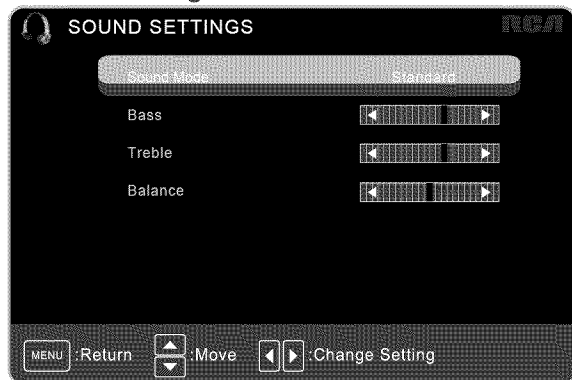 SOUND SETTINGS
RCA
Sound Mode Standard
Bass
Treble
Balance
MENU :Return :Move :Change Setting